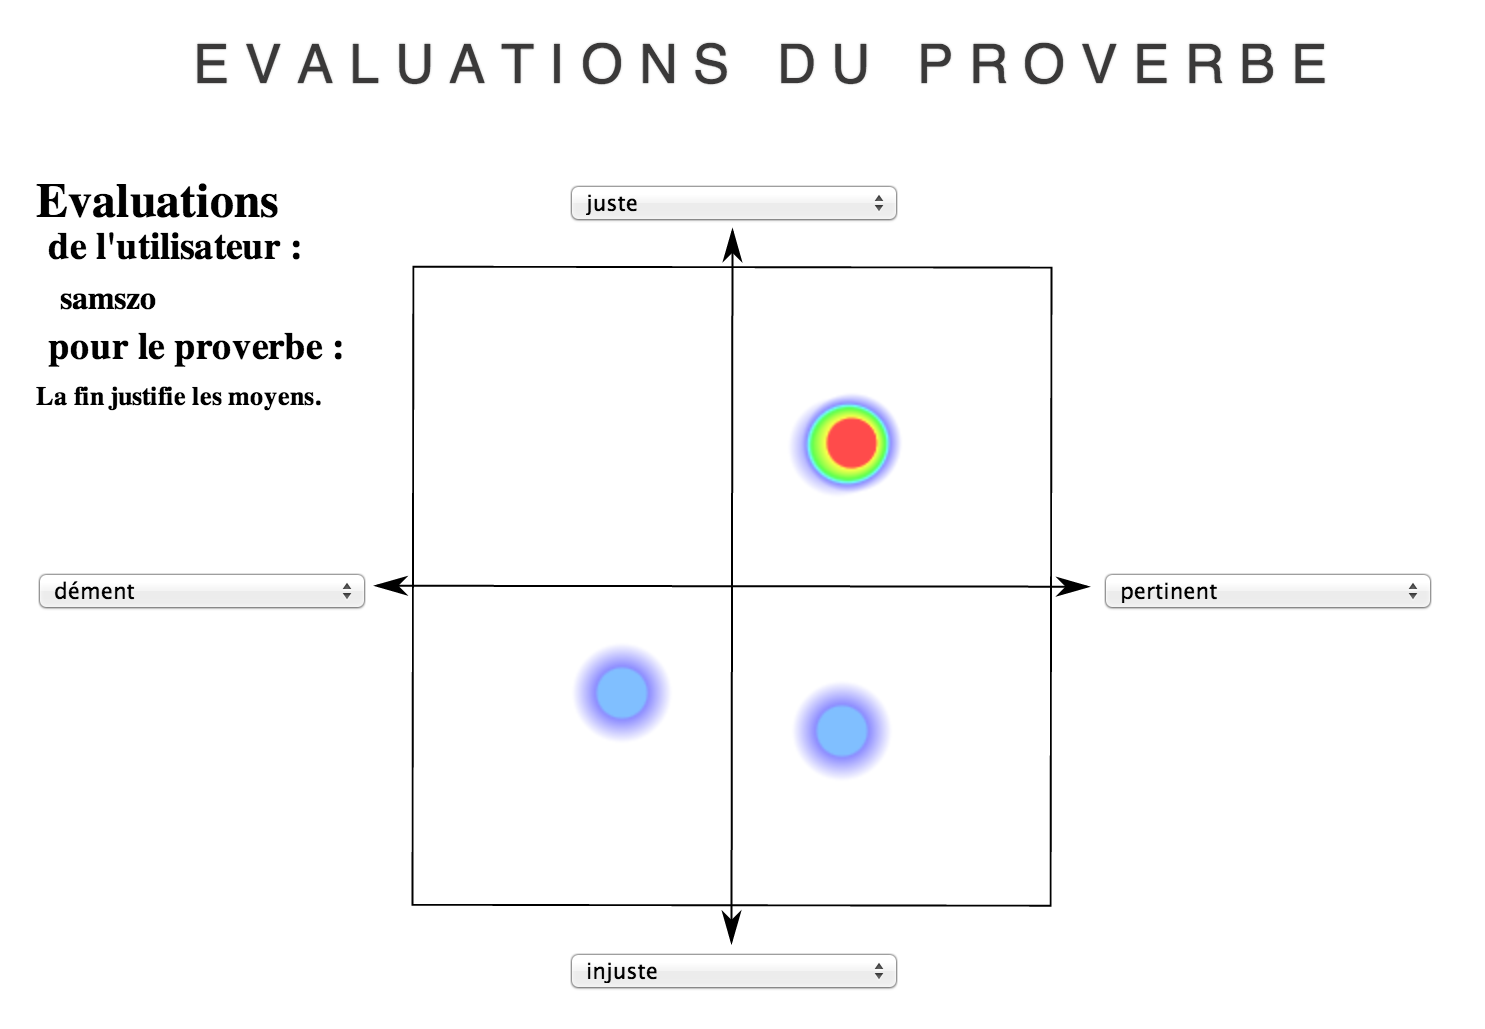 EVALUATIONS DU PROVERBE
Evaluations
de l'utilisateur :
samszo
pour le proverbe :
La fin justifie les moyens.
juste
dément
pertinent
injuste